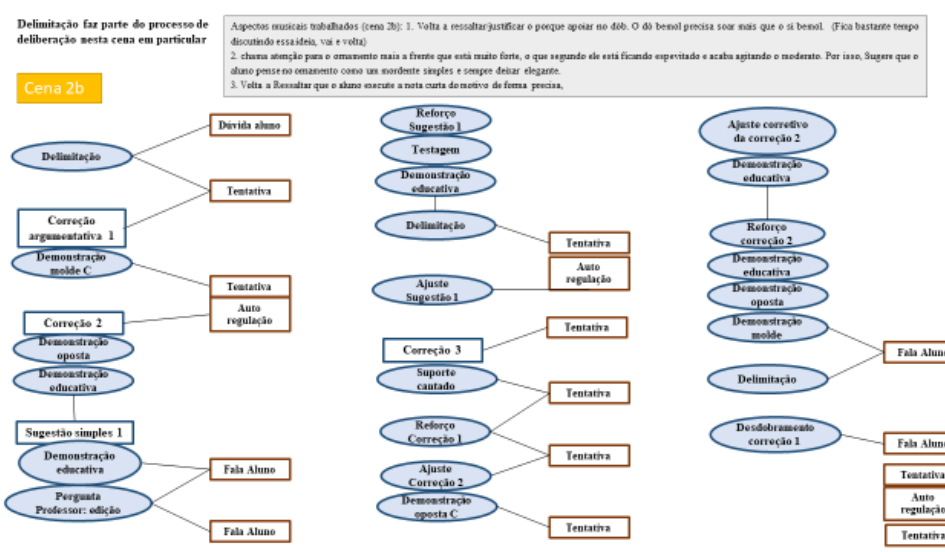 Delimitação faz parte do processo de
deliberação nesta cena em particular
Aspectos musicais trabalhados (cena 2b): 1. Volta a ressaltar/justificar o porque apoiar no dób. O dó bemol precisa soar mais que o si bemol. (Fica bastante tempo
discutindo essa ideia, vai e volta)
2. chama atenção para o ornamento mais a frente que está muito forte, o que segundo ele está ficando espevitado e acaba agitando o moderato. Por isso, Sugere que o
aluno pense no ornamento como um mordente simples e sempre deixar elegante.
3. Volta a Ressaltar que o aluno execute a nota curta do motivo de forma precisa,
Cena 2b
Dúvida aluno
Delimitação
Tentativa
Correção
argumentativa 1
Demonstração
molde C
Tentativa
Auto
regulação
Correção 2
Demonstração
oposta
Demonstração
educativa
Sugestão simples 1
Demonstração
educativa
Fala Aluno
Pergunta
Professor: edição
Fala Aluno
Reforço
Sugestão 1
Testagem
Demonstração
educativa
Delimitação
Tentativa
Auto
regulação
Ajuste
Sugestão 1
Tentativa
Correção 3
Suporte
cantado
Tentativa
Reforço
Correção 1
Tentativa
Ajuste
Correção 2
Demonstração
oposta C
Tentativa
Ajuste corretivo
da correção 2
Demonstração
educativa
Reforço
correção 2
Demonstração
educativa
Demonstração
oposta
Demonstração
molde
Fala Aluno
Delimitação
Desdobramento
correção 1
Fala Aluno
Tentativa
Auto
regulação
Tentativa